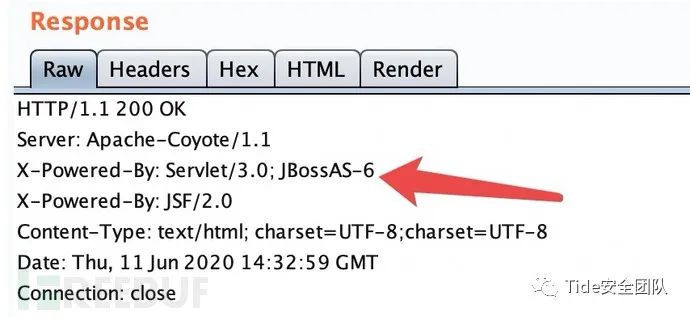 Response
Raw Headers Hex HTML Render
HTTP/1.1 200 OK
Server: Apache-Coyote/1.1
X-Powered-By: Servlet/3.0; JBossAS-6
X-Powered-By: JSF/2.0
Content-Type: text/html; charset=UTF-8;charset=UTF-8
Date: Thu, 11 Jun 2020 14:32:59 GMT
Connection: close
FREEBUF
Tide安全团队